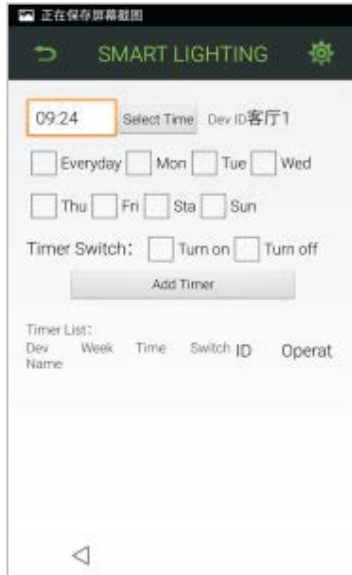 正在保存屏幕截图
SMART LIGHTING
09:24 Select Time Dev ID客厅1
Everyday Mon Tue Wed
Thu Fri Sta Sun
Timer Switch: Turn on Turn off
Add Timer
Timer List:
Dev Name Week Time Switch ID Operat